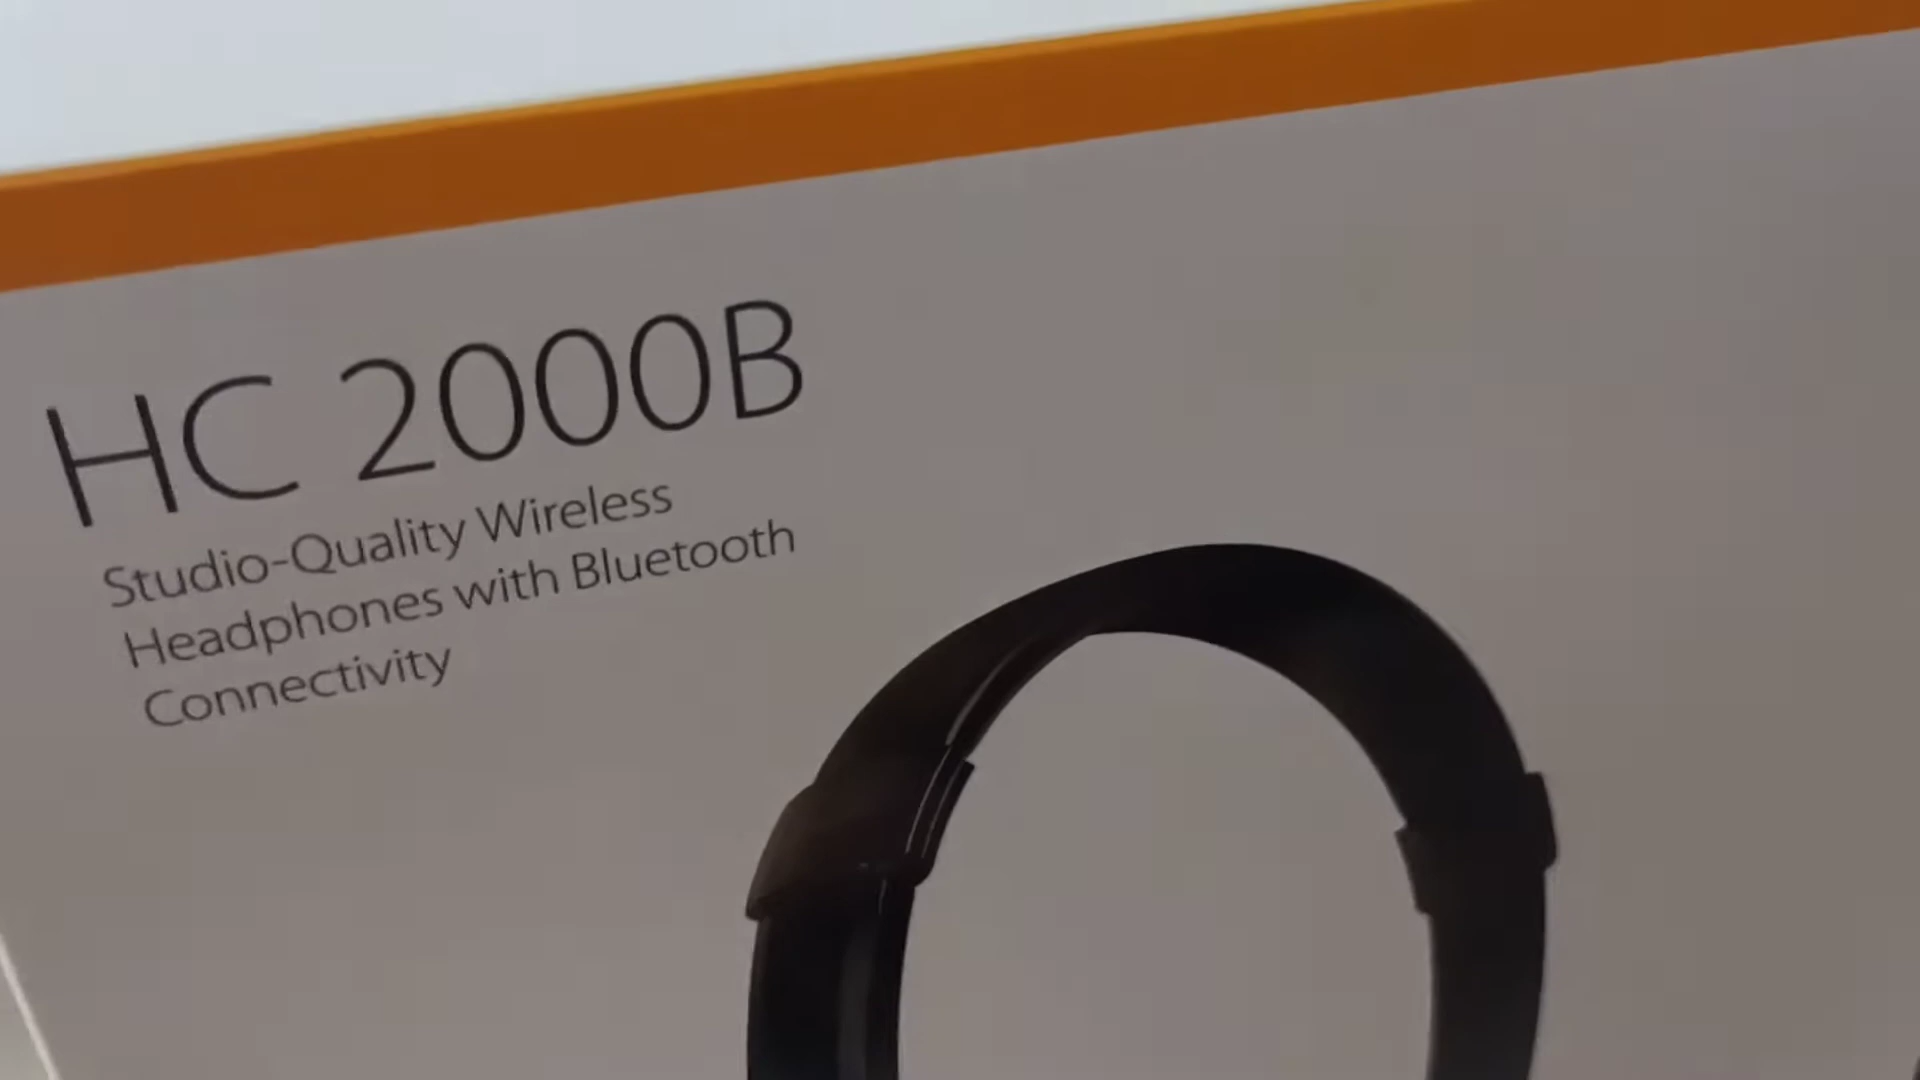 HC 2000B
Studio-Quality Wireless
Headphones with Bluetooth
Connectivity